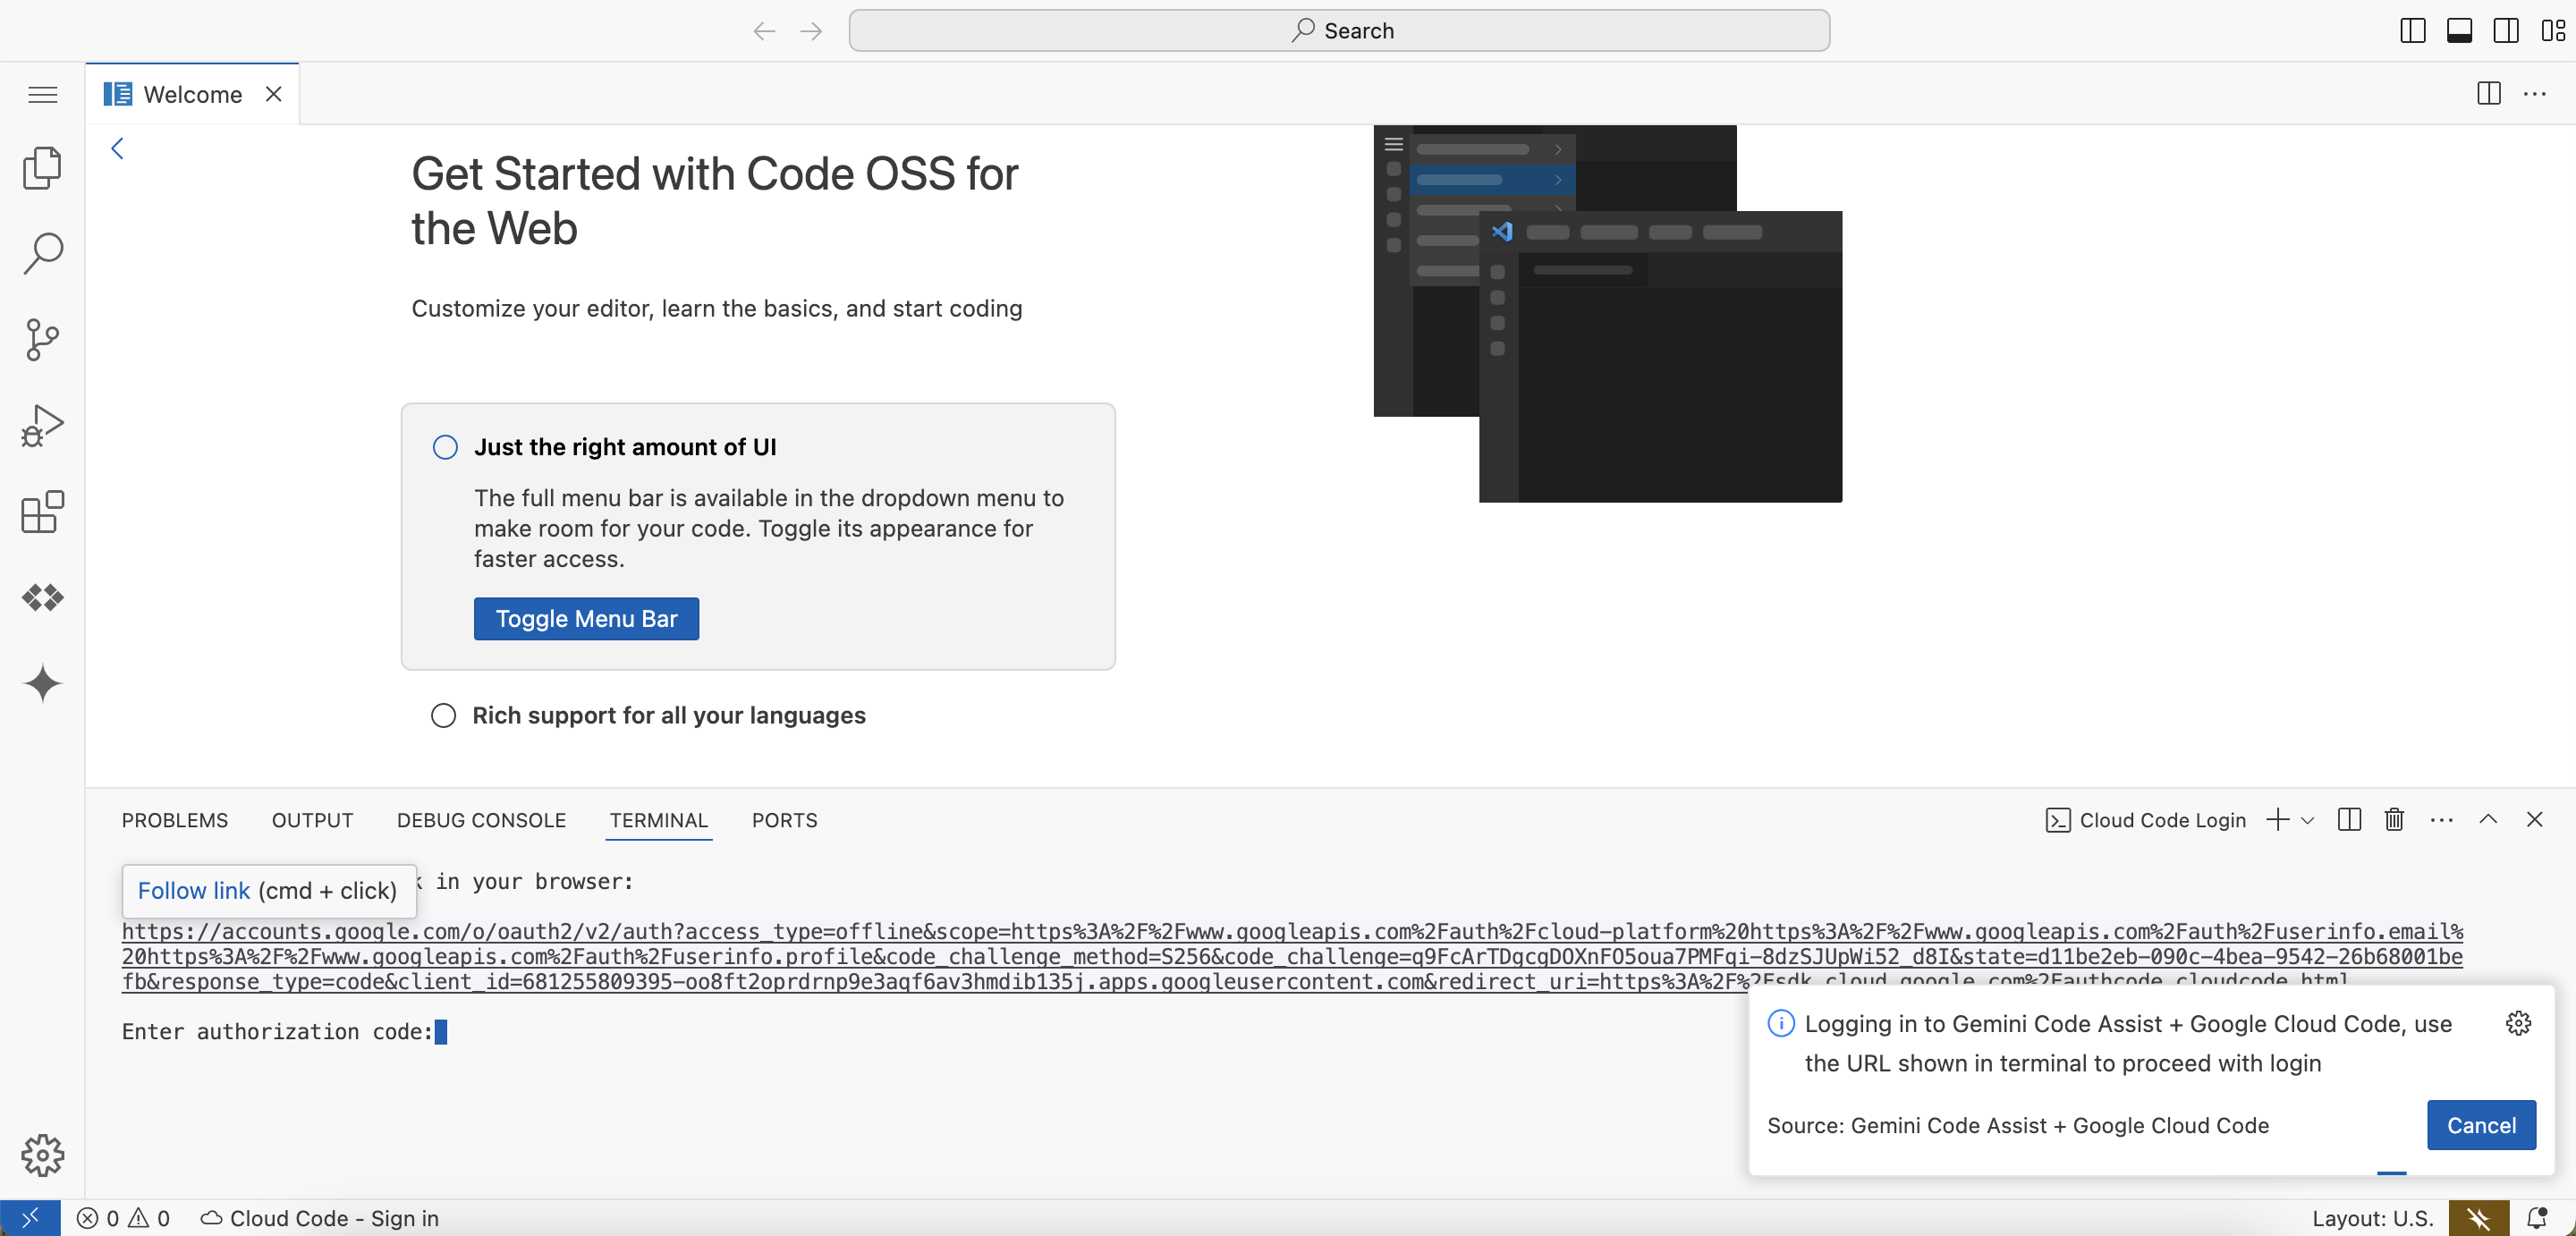 Search
Welcome
Get Started with Code OSS for
the Web
Customize your editor, learn the basics, and start coding
Just the right amount of UI
The full menu bar is available in the dropdown menu to
make room for your code. Toggle its appearance for
faster access.
Toggle Menu Bar
Rich support for all your languages
PROBLEMS OUTPUT DEBUG CONSOLE TERMINAL PORTS
Cloud Code Login
Follow link (cmd + click)
in your browser:
https://accounts.google.com/o/oauth2/v2/auth?access_type=offline&scope=https%3A%2F%2Fwww.googleapis.com%2Fauth%2Fcloud-platform%20https%3A%2F%2Fwww.googleapis.com%2Fauth%2Fuserinfo.email%
20https%3A%2F%2Fwww.googleapis.com%2Fauth%2Fuserinfo.profile&code_challenge_method=S256&code_challenge=q9FcArTDgcgDOXnFO5oua7PMFqi-8dzSJUpWi52_d8I&state=d11be2eb-090c-4bea-9542-26b68001be
fb&response_type=code&client_id=681255809395-oo8ft2oprdrnp9e3aqf6av3hmdib135j.apps.googleusercontent.com&redirect_uri=https%3A%2F%2Fsdk.cloud.google.com%2Fauthcode_cloudcode.html
Enter authorization code:
Logging in to Gemini Code Assist + Google Cloud Code, use
the URL shown in terminal to proceed with login
Source: Gemini Code Assist + Google Cloud Code
Cancel
0 0 Cloud Code - Sign in
Layout: U.S.